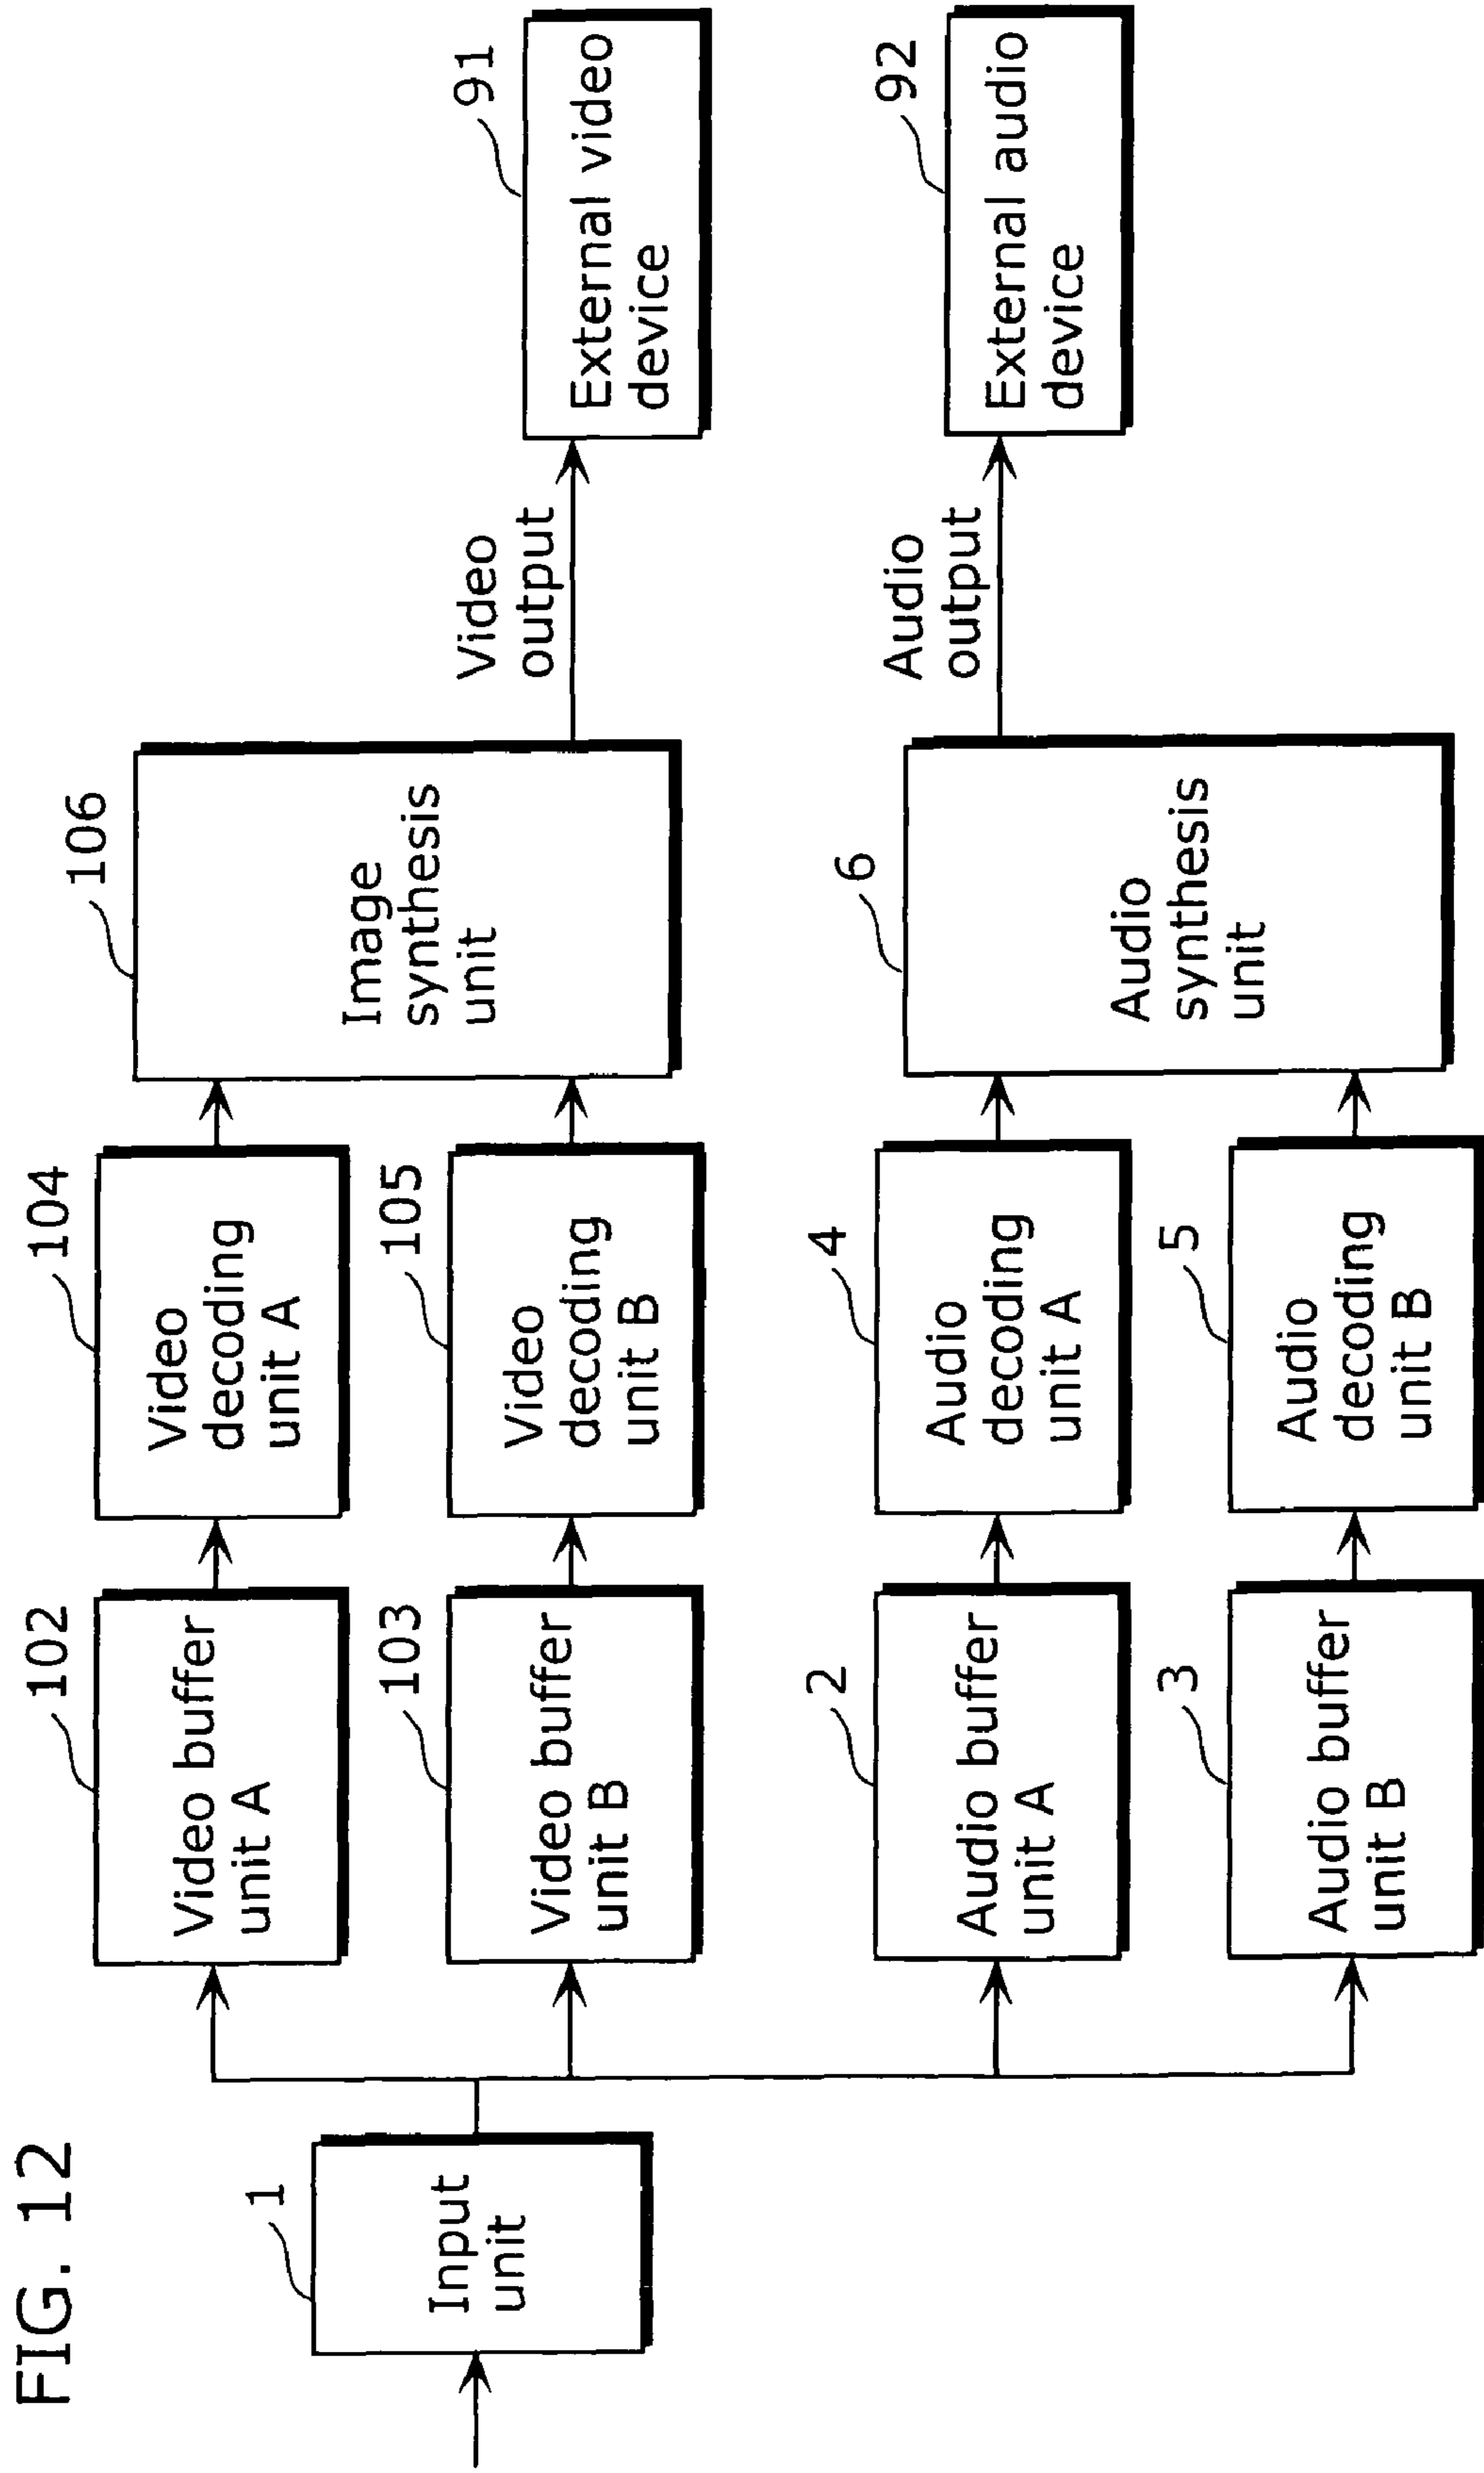 FIG. 12
1
Input
unit
102
Video buffer
unit A
103
Video buffer
unit B
2
Audio buffer
unit A
3
Audio buffer
unit B
104
Video
decoding
unit A
105
Video
decoding
unit B
4
Audio
decoding
unit A
5
Audio
decoding
unit B
106
Image
synthesis
unit
6
Audio
synthesis
unit
Video
output
Audio
output
91
External video
device
92
External audio
device